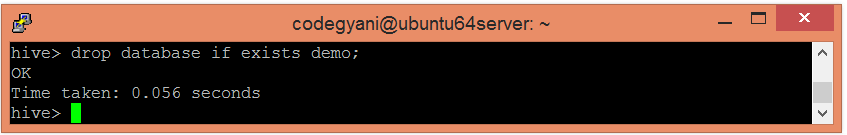 codegyani@ubuntu64server: ~
hive> drop database if exists demo;
OK
Time taken: 0.056 seconds
hive>